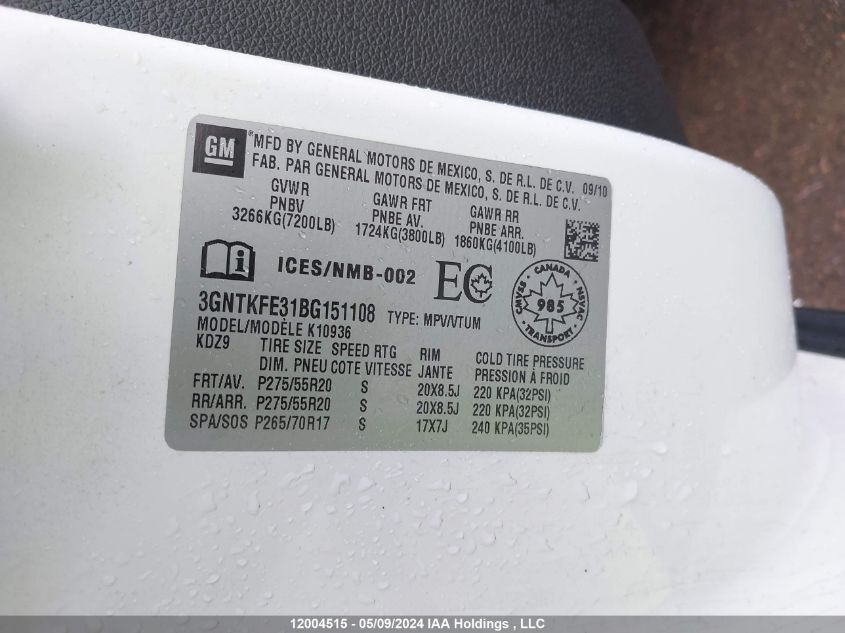 GM
® MFD BY GENERAL MOTORS DE MEXICO, S. DE R.L. DE C.V. 09/10
FAB. PAR GENERAL MOTORS DE MEXICO, S. DE R.L. DE C.V.
GVWR GAWR FRT GAWR RR
PNBV PNBE AV. PNBE ARR.
3266KG(7200LB) 1724KG(3800LB) 1860KG(4100LB)
i ICES/NMB-002 EC
CANADA
CMVSS NSVAC
985
TRANSPORT
3GNTKFE31BG151108 TYPE: MPV/VTUM
MODEL/MODÈLE K10936
KDZ9 TIRE SIZE SPEED RTG RIM COLD TIRE PRESSURE
DIM. PNEU COTE VITESSE JANTE PRESSION À FROID
FRT/AV. P275/55R20 S 20X8.5J 220 KPA(32PSI)
RR/ARR. P275/55R20 S 20X8.5J 220 KPA(32PSI)
SPA/SOS P265/70R17 S 17X7J 240 KPA(35PSI)
12004515 - 05/09/2024 IAA Holdings , LLC